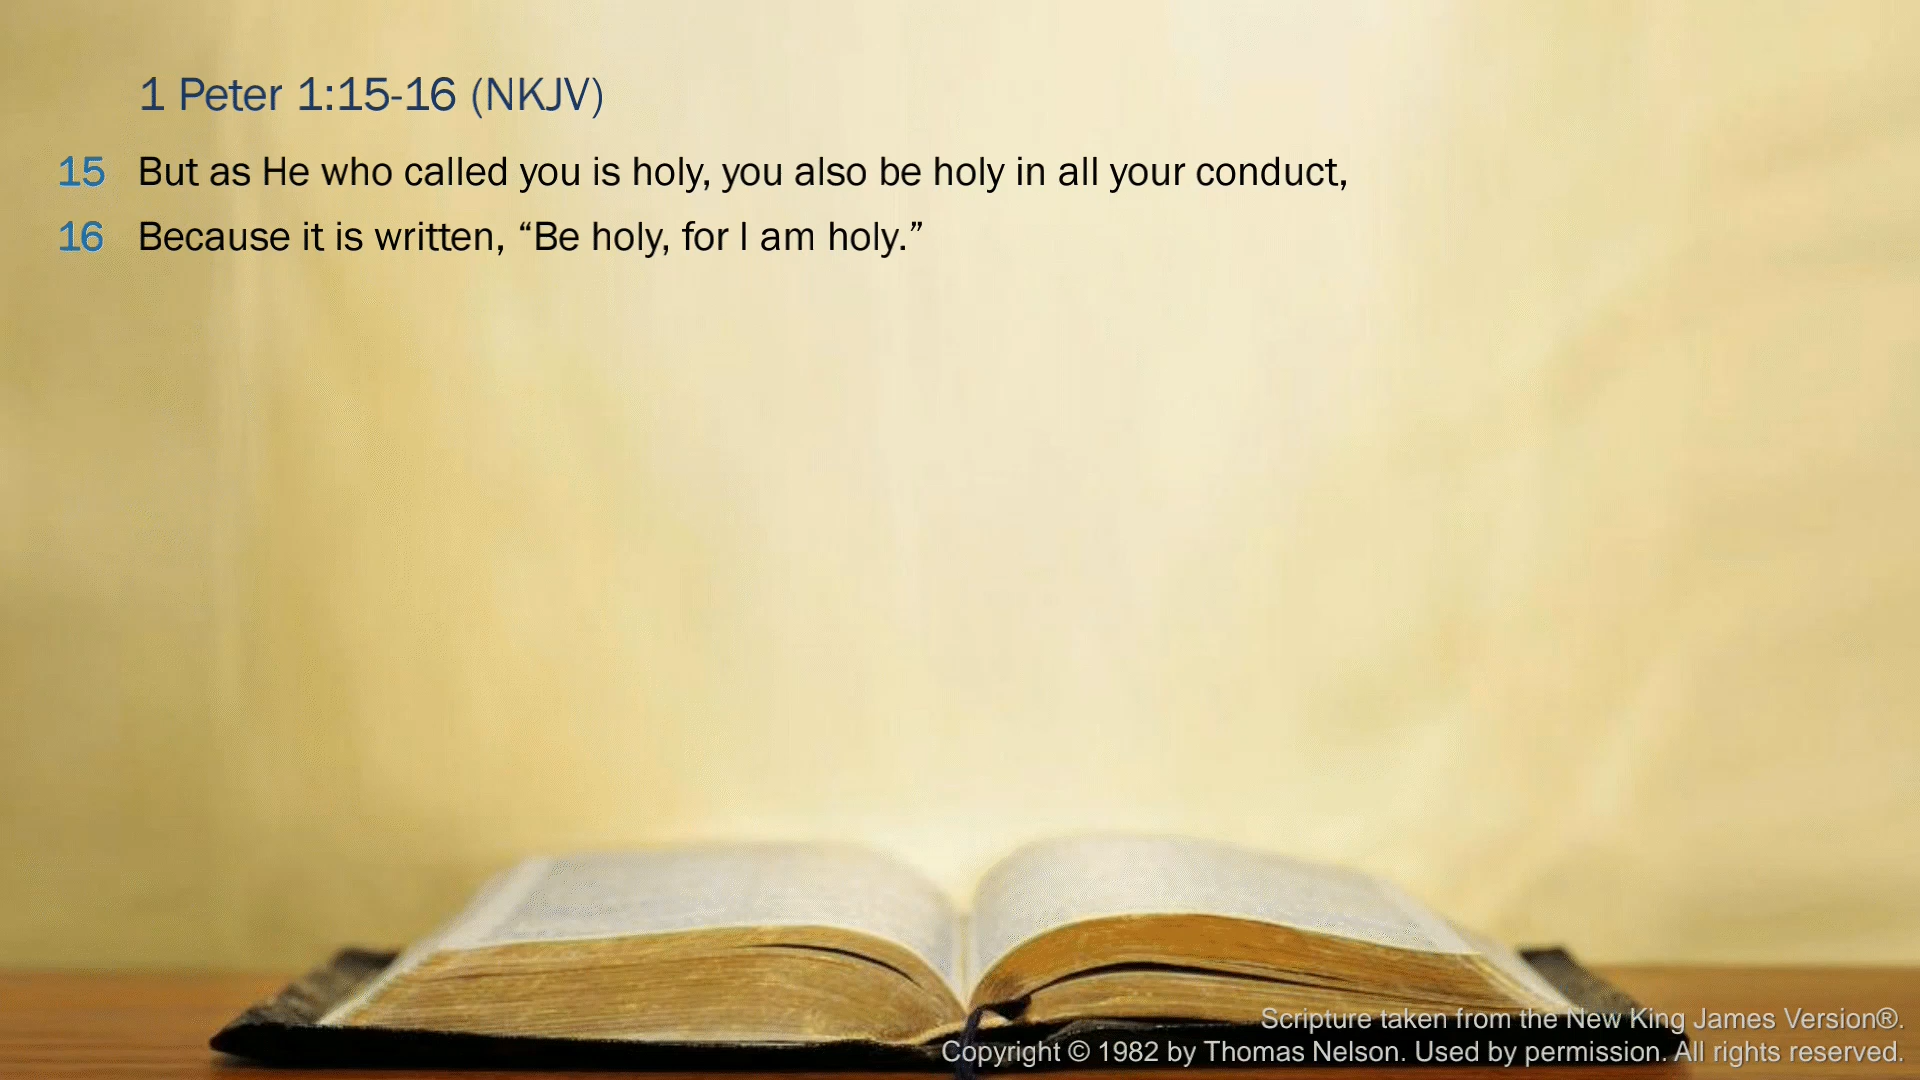 1 Peter 1:15-16 (NKJV)
15 But as He who called you is holy, you also be holy in all your conduct,
16 Because it is written, “Be holy, for I am holy.”
Scripture taken from the New King James Version®.
Copyright © 1982 by Thomas Nelson. Used by permission. All rights reserved.